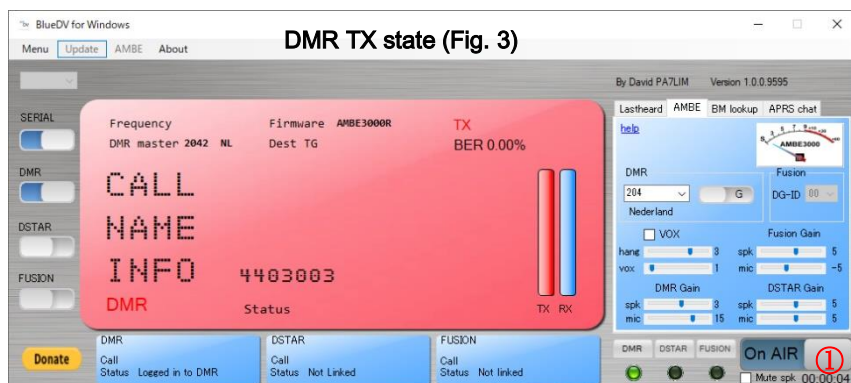 BlueDV for Windows
DMR TX state (Fig. 3)
Menu Update AMBE About
By David PA7LIM Version 1.0.0.9595
SERIAL
DMR
DSTAR
FUSION
Frequency Firmware AMBE3000R TX
DMR master 2042 NL Dest TG BER 0.00%
CALL
NAME
INFO 4403003
DMR Status TX RX
Lastheard AMBE BM lookup APRS chat
help
AMBE3000
DMR Fusion
204 G DG-ID 00
Nederland
VOX Fusion Gain
hang 3 spk 5
vox 1 mic -5
DMR Gain DSTAR Gain
spk 3 spk 5
mic 15 mic 5
Donate
DMR
Call
Status Logged in to DMR
DSTAR
Call
Status Not Linked
FUSION
Call
Status Not linked
DMR DSTAR FUSION On AIR ①
Mute spk 00:00:04